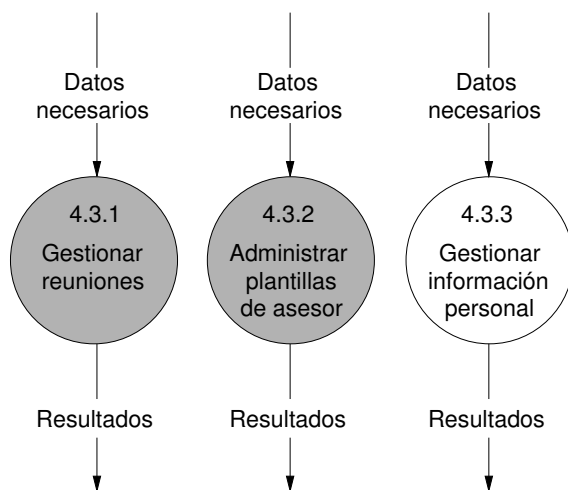 Datos
necesarios
Datos
necesarios
Datos
necesarios
4.3.1
Gestionar
reuniones
4.3.2
Administrar
plantillas
de asesor
4.3.3
Gestionar
información
personal
Resultados
Resultados
Resultados